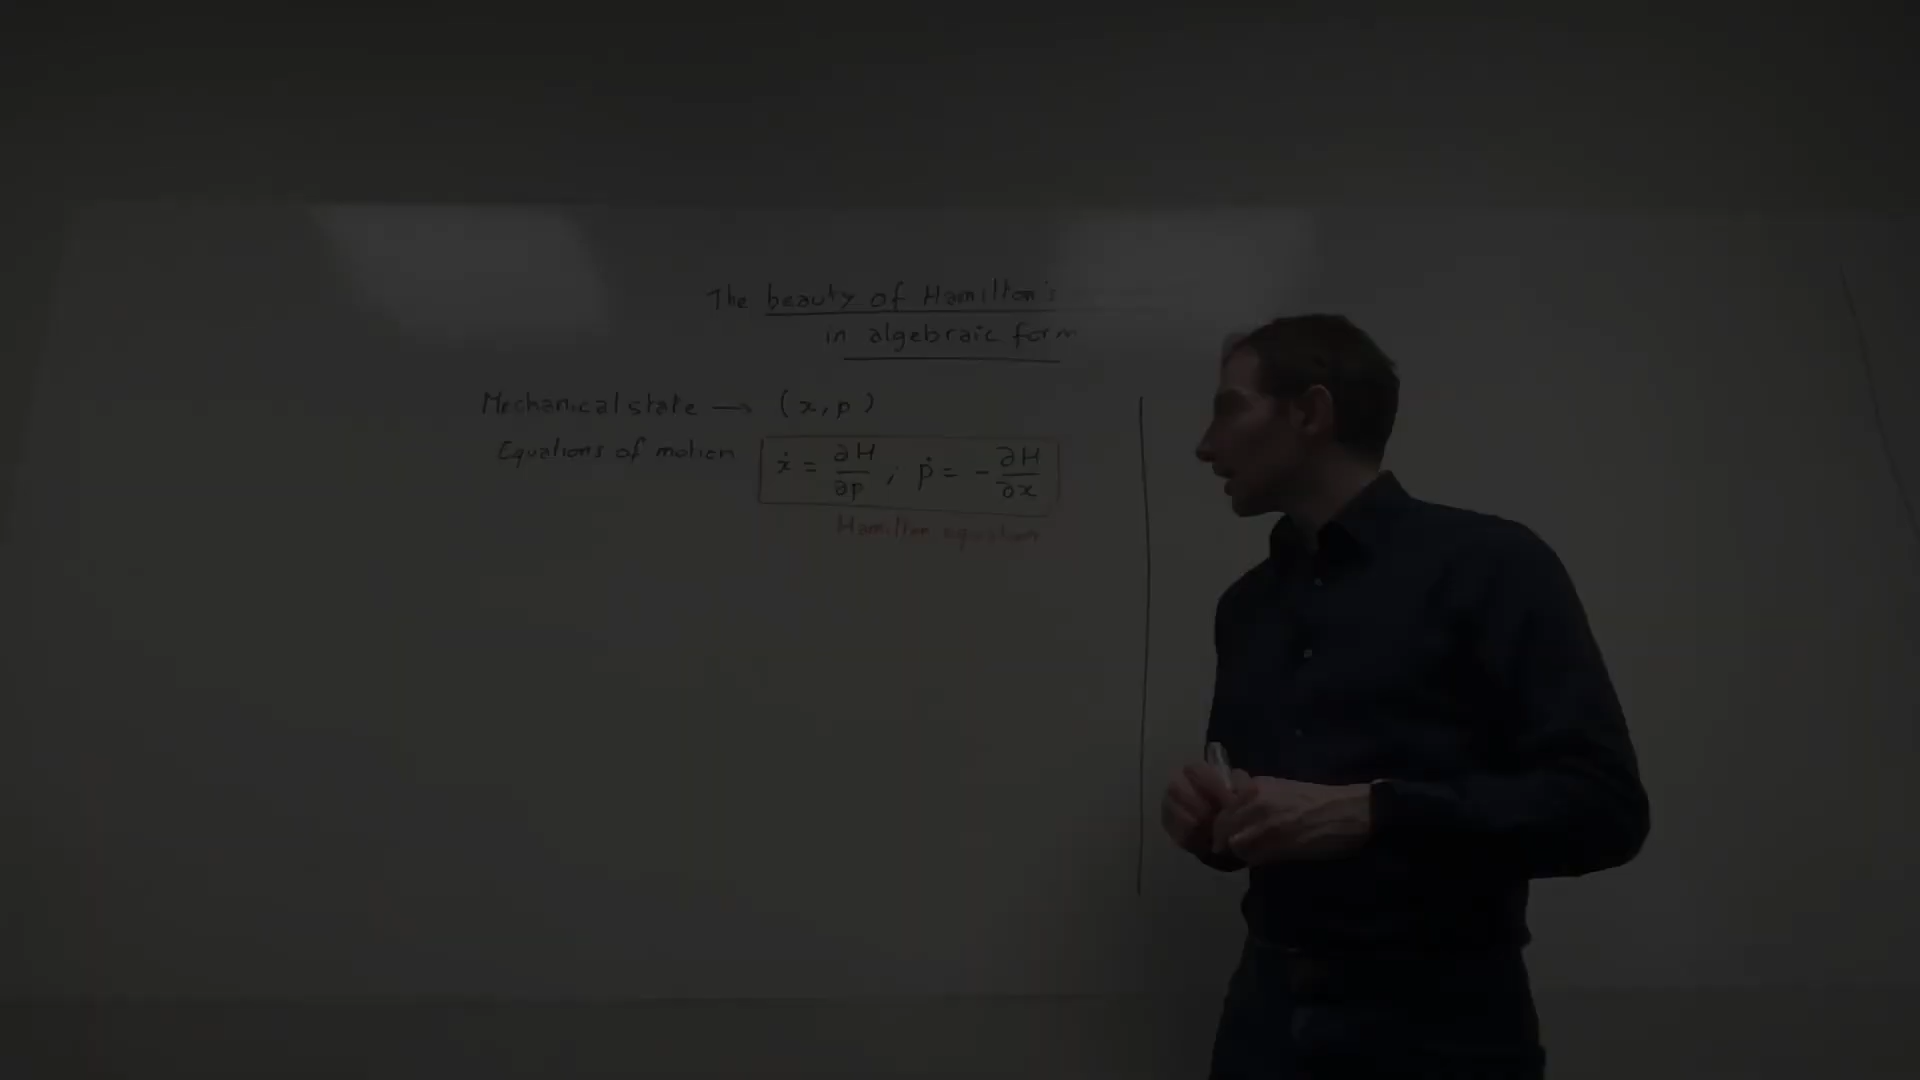 The beauty of Hamilton's
in algebraic form
Mechanical state → (x, p)
Equations of motion ẋ = ∂H/∂p , ṗ = - ∂H/∂x
Hamilton equation